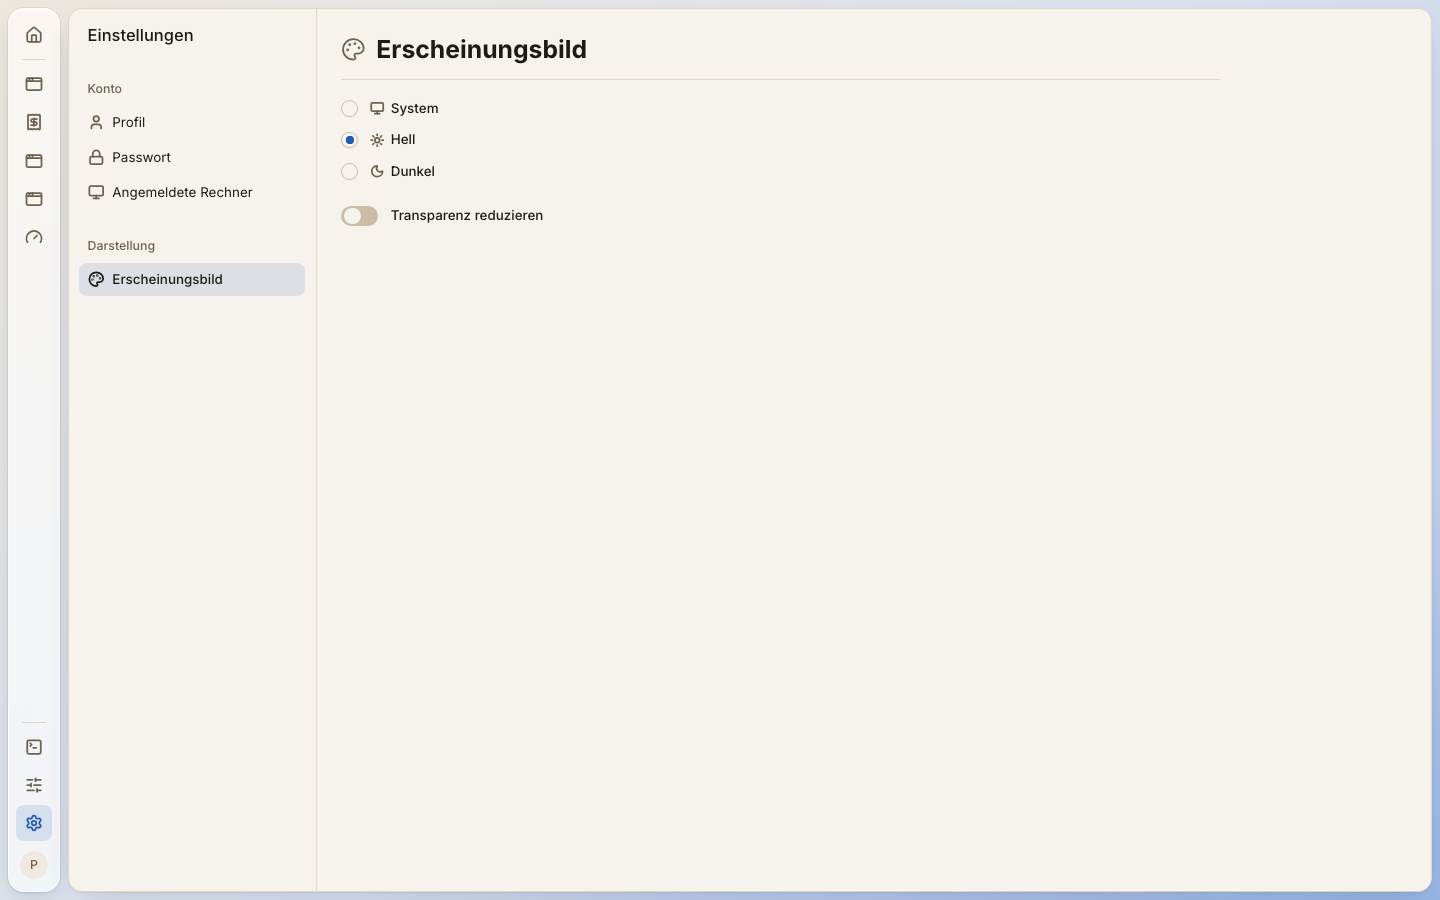 Einstellungen
Konto
Profil
Passwort
Angemeldete Rechner
Darstellung
Erscheinungsbild
Erscheinungsbild
System
Hell
Dunkel
Transparenz reduzieren
P